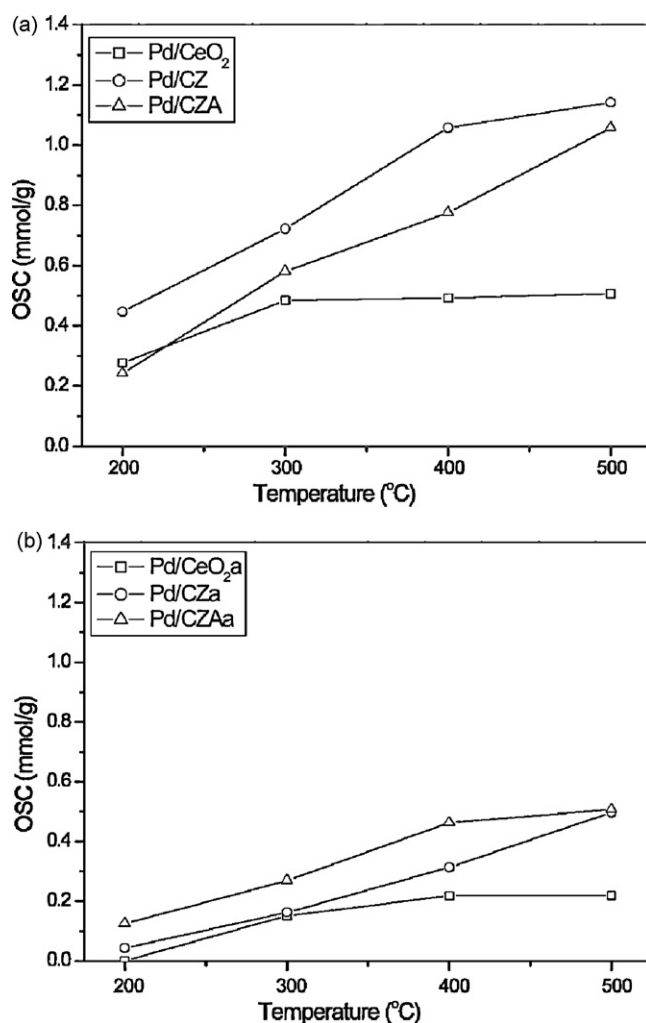 (a)
Pd/CeO₂
Pd/CZ
Pd/CZA
OSC (mmol/g)
1.4
1.2
1.0
0.8
0.6
0.4
0.2
0.0
200 300 400 500
Temperature (°C)
(b)
Pd/CeO₂a
Pd/CZa
Pd/CZAa
OSC (mmol/g)
1.4
1.2
1.0
0.8
0.6
0.4
0.2
0.0
200 300 400 500
Temperature (°C)